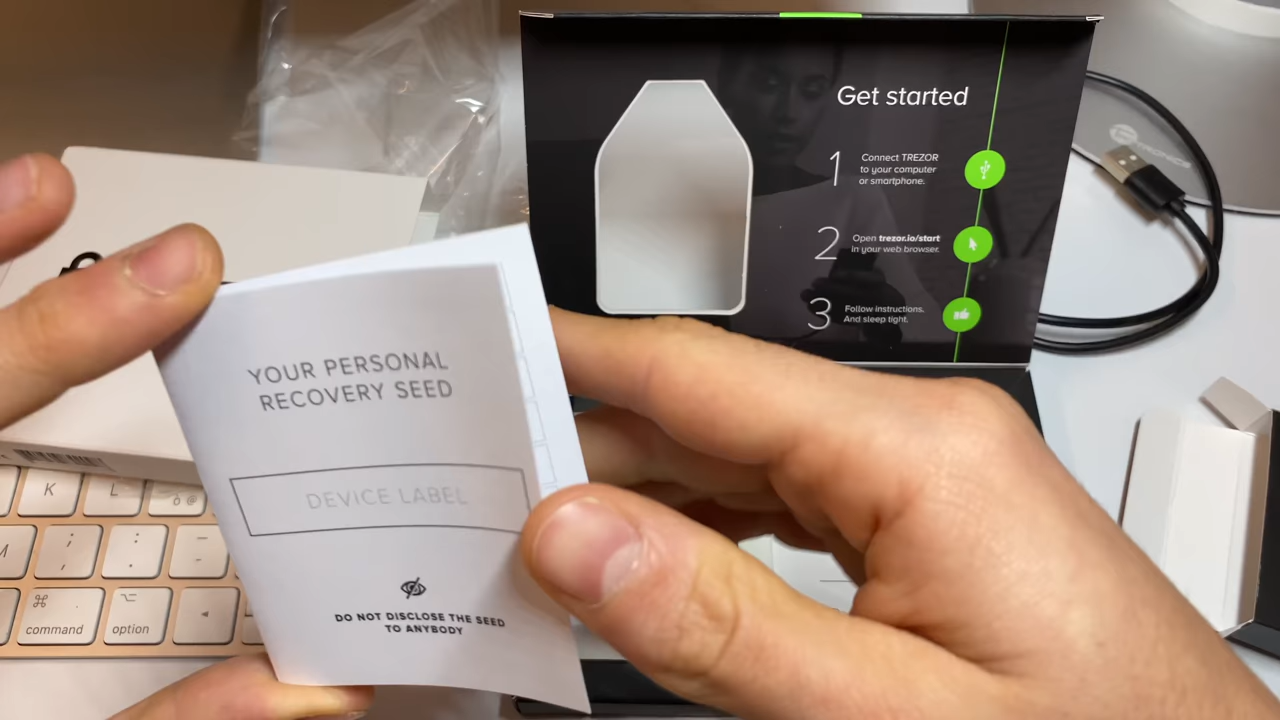 Get started
1
Connect TREZOR
to your computer
or smartphone.
2
Open trezor.io/start
in your web browser.
3
Follow instructions.
And sleep tight.
YOUR PERSONAL
RECOVERY SEED
DEVICE LABEL
DO NOT DISCLOSE THE SEED
TO ANYBODY
K
L
@
M
;
:
-
⌘
command
⌥
option